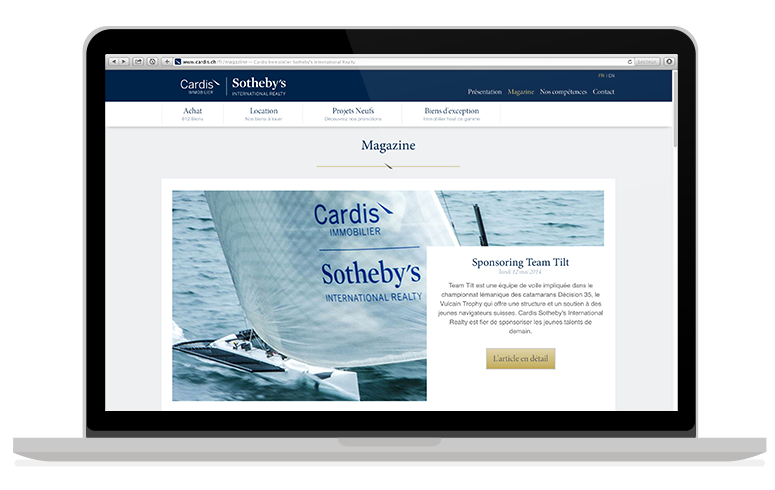 www.cardis.ch/fr/magazine — Cardis Immobilier Sotheby's International Realty
FR | EN
Cardis
IMMOBILIER
Sotheby's
INTERNATIONAL REALTY
Présentation Magazine Nos compétences Contact
Achat
612 Biens
Location
Nos biens à louer
Projets Neufs
Découvrez nos promotions
Biens d'exception
Immobilier haut de gamme
Magazine
Cardis
IMMOBILIER
Sotheby's
INTERNATIONAL REALTY
Sponsoring Team Tilt
lundi 12 mai 2014
Team Tilt est une équipe de voile impliquée dans le
championnat lémanique des catamarans Décision 35, le
Vulcain Trophy qui offre une structure et un soutien à des
jeunes navigateurs suisses. Cardis Sotheby's International
Realty est fier de sponsoriser les jeunes talents de
demain.
L'article en détail